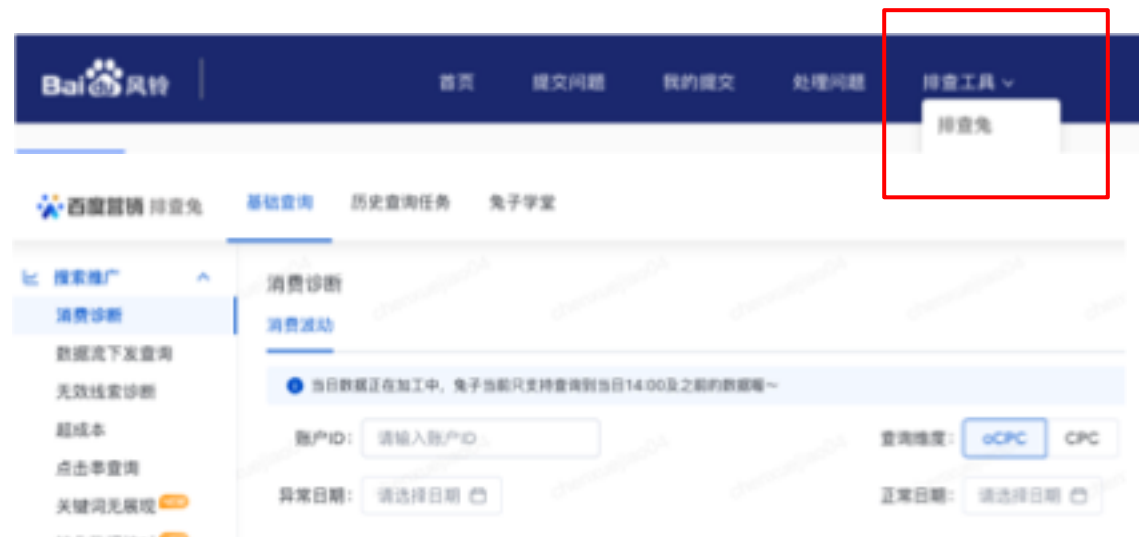 Bai du 风铃
首页 提交问题 我的提交 处理问题 排查工具
排查兔
百度营销 排查兔 基础查询 历史查询任务 兔子学堂
搜索推广
消费诊断
数据流下发查询
无效线索诊断
超成本
点击串查询
关键词无展现 NEW
消费诊断
消费波动
当日数据正在加工中，兔子当前只支持查询到当日14:00及之前的数据喔～
账户ID： 请输入账户ID 查询维度： oCPC CPC
异常日期： 请选择日期 正常日期： 请选择日期